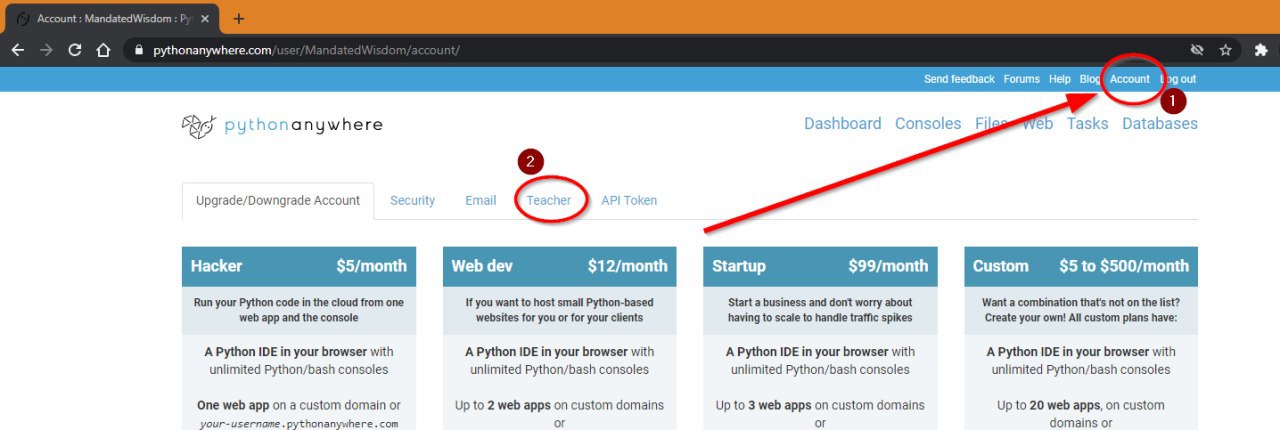 Account : MandatedWisdom : Py
pythonanywhere.com/user/MandatedWisdom/account/
Send feedback Forums Help Blog Account Log out
1
pythonanywhere
Dashboard Consoles Files Web Tasks Databases
2
Upgrade/Downgrade Account Security Email Teacher API Token
Hacker $5/month
Run your Python code in the cloud from one
web app and the console
A Python IDE in your browser with
unlimited Python/bash consoles
One web app on a custom domain or
your-username.pythonanywhere.com
Web dev $12/month
If you want to host small Python-based
websites for you or for your clients
A Python IDE in your browser with
unlimited Python/bash consoles
Up to 2 web apps on custom domains
or
Startup $99/month
Start a business and don't worry about
having to scale to handle traffic spikes
A Python IDE in your browser with
unlimited Python/bash consoles
Up to 3 web apps on custom domains
or
Custom $5 to $500/month
Want a combination that's not on the list?
Create your own! All custom plans have:
A Python IDE in your browser with
unlimited Python/bash consoles
Up to 20 web apps, on custom
domains or